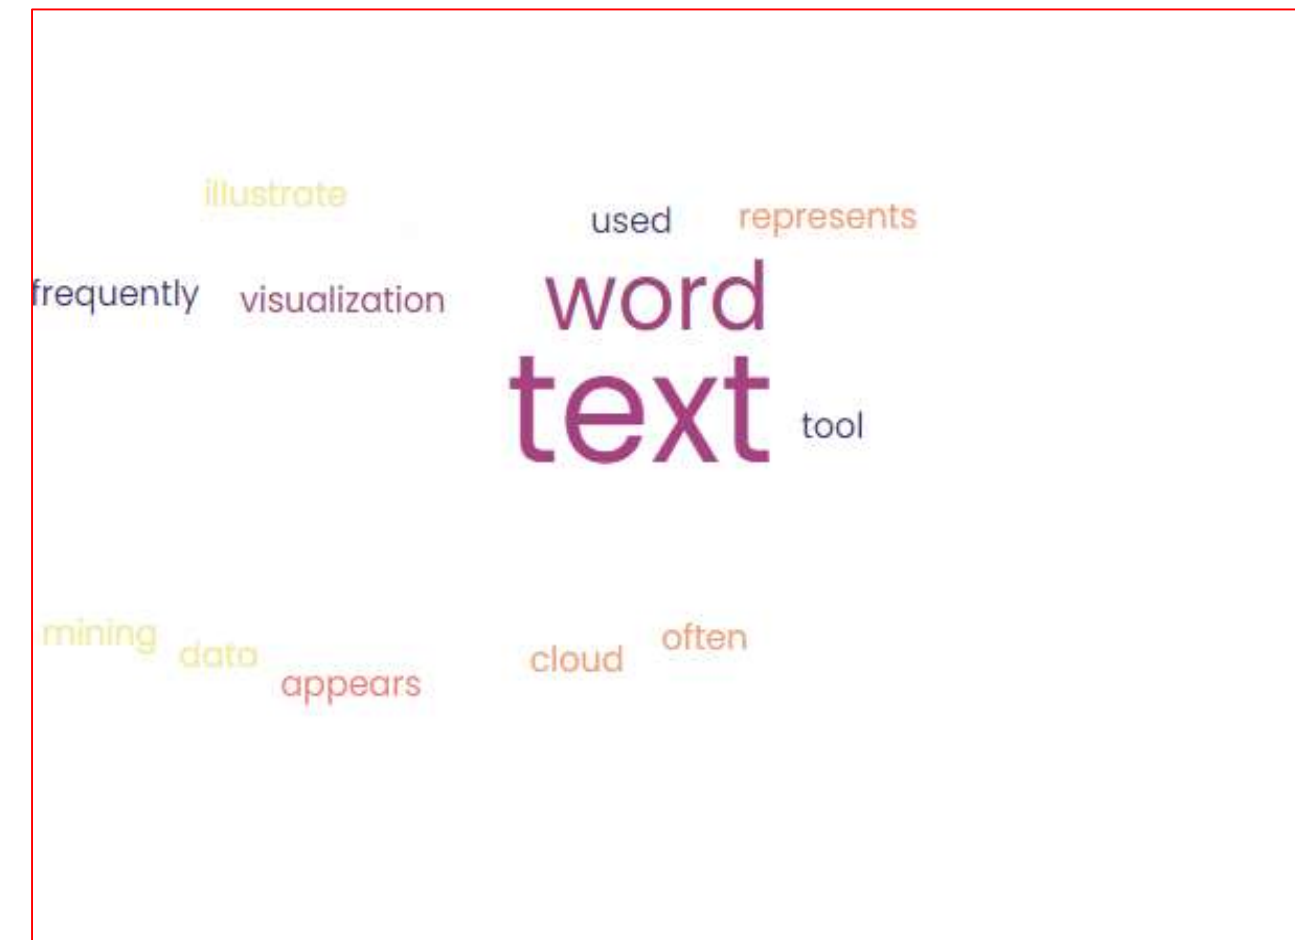 illustrate
used represents
frequently visualization word
text tool
mining data appears cloud often